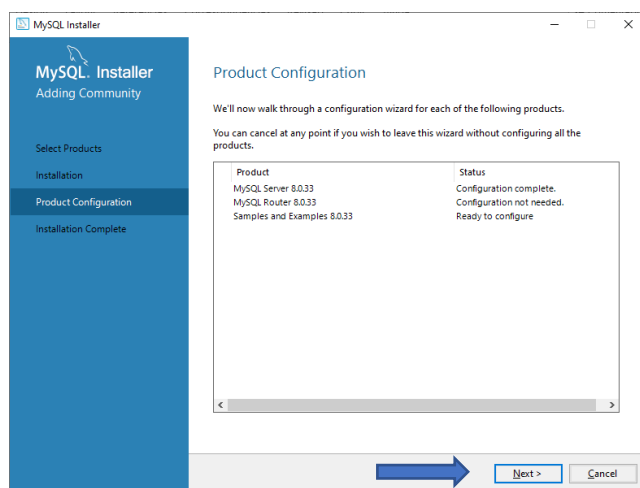 MySQL Installer
MySQL. Installer
Adding Community
Select Products
Installation
Product Configuration
Installation Complete
Product Configuration
We'll now walk through a configuration wizard for each of the following products.
You can cancel at any point if you wish to leave this wizard without configuring all the
products.
Product Status
MySQL Server 8.0.33 Configuration complete.
MySQL Router 8.0.33 Configuration not needed.
Samples and Examples 8.0.33 Ready to configure
Next >
Cancel